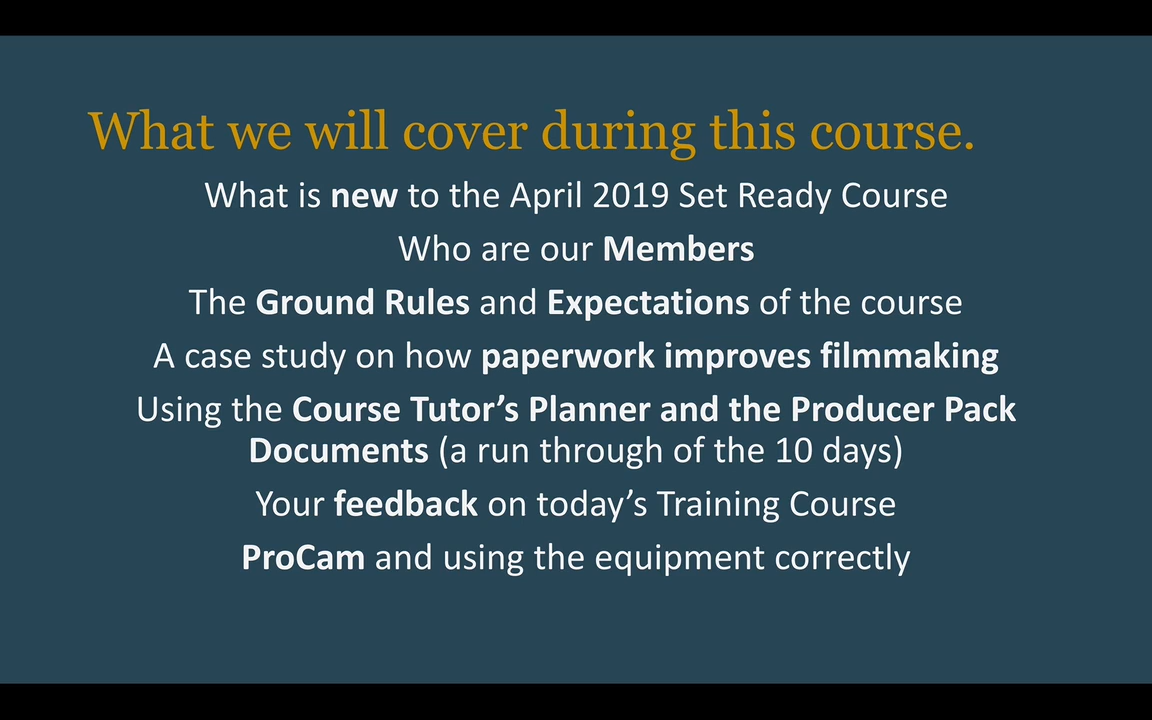 What we will cover during this course.
What is new to the April 2019 Set Ready Course
Who are our Members
The Ground Rules and Expectations of the course
A case study on how paperwork improves filmmaking
Using the Course Tutor’s Planner and the Producer Pack
Documents (a run through of the 10 days)
Your feedback on today’s Training Course
ProCam and using the equipment correctly